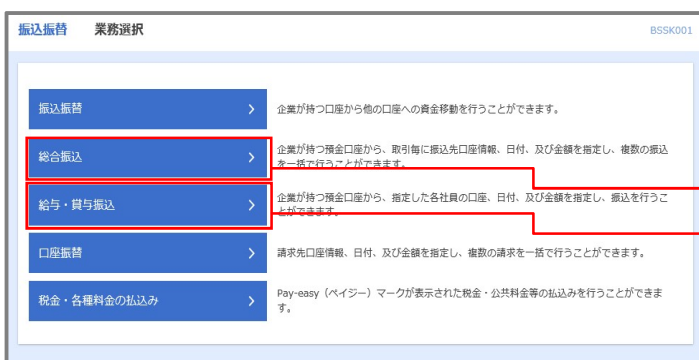 振込振替 業務選択 BSSK001
振込振替 企業が持つ口座から他の口座への資金移動を行うことができます。
総合振込 企業が持つ預金口座から、取引毎に振込先口座情報、日付、及び金額を指定し、複数の振込
を一括で行うことができます。
給与・賞与振込 企業が持つ預金口座から、指定した各社員の口座、日付、及び金額を指定し、振込を行うこ
とができます。
口座振替 請求先口座情報、日付、及び金額を指定し、複数の請求を一括で行うことができます。
税金・各種料金の払込み Pay-easy（ペイジー）マークが表示された税金・公共料金等の払込みを行うことができま
す。